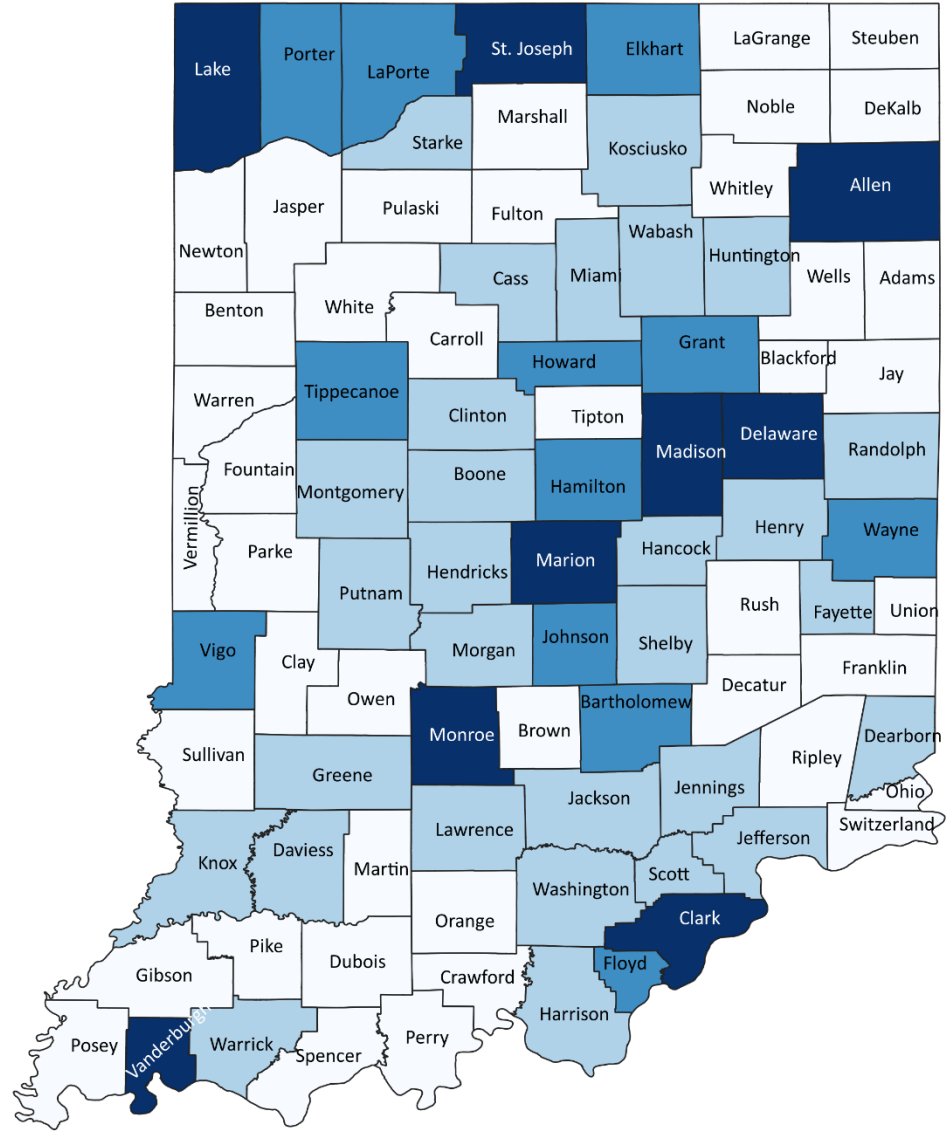 Lake
Porter
LaPorte
St. Joseph
Elkhart
LaGrange
Steuben
Noble
DeKalb
Marshall
Starke
Kosciusko
Whitley
Allen
Jasper
Pulaski
Fulton
Newton
Wabash
Huntington
Cass
Miami
Wells
Adams
Benton
White
Carroll
Howard
Grant
Blackford
Jay
Warren
Tippecanoe
Clinton
Tipton
Madison
Delaware
Randolph
Fountain
Montgomery
Boone
Hamilton
Vermillion
Parke
Putnam
Hendricks
Marion
Hancock
Henry
Wayne
Rush
Fayette
Union
Vigo
Clay
Morgan
Johnson
Shelby
Franklin
Owen
Decatur
Sullivan
Greene
Monroe
Brown
Bartholomew
Ripley
Dearborn
Ohio
Switzerland
Jennings
Jackson
Lawrence
Jefferson
Knox
Daviess
Martin
Scott
Washington
Orange
Clark
Pike
Dubois
Gibson
Crawford
Floyd
Harrison
Posey
Vanderburgh
Warrick
Spencer
Perry